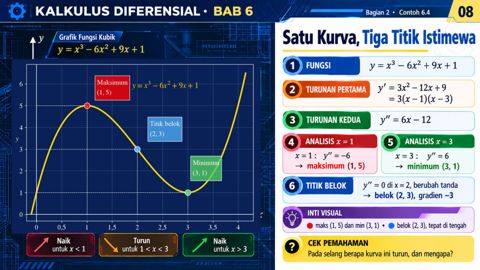 KALKULUS DIFERENSIAL • BAB 6
Bagian 2 • Contoh 6.4
08
Grafik Fungsi Kubik
y = x³ − 6x² + 9x + 1
y
Maksimum
(1, 5)
y = x³ − 6x² + 9x + 1
Titik belok
(2, 3)
Minimum
(3, 1)
6
5
4
3
2
1
0
0 1 2 3 4
Naik
untuk x < 1
Turun
untuk 1 < x < 3
Naik
untuk x > 3
Satu Kurva, Tiga Titik Istimewa
1 FUNGSI y = x³ − 6x² + 9x + 1
2 TURUNAN PERTAMA y′ = 3x² − 12x + 9
= 3(x − 1)(x − 3)
3 TURUNAN KEDUA y″ = 6x − 12
4 ANALISIS x = 1
x = 1 : y″ = −6
→ maksimum (1, 5)
5 ANALISIS x = 3
x = 3 : y″ = 6
→ minimum (3, 1)
6 TITIK BELOK y″ = 0 di x = 2, berubah tanda
→ belok (2, 3), gradien −3
INTI VISUAL
• maks (1, 5) dan min (3, 1) • belok (2, 3), tepat di tengah
? CEK PEMAHAMAN
Pada selang berapa kurva ini turun, dan mengapa?